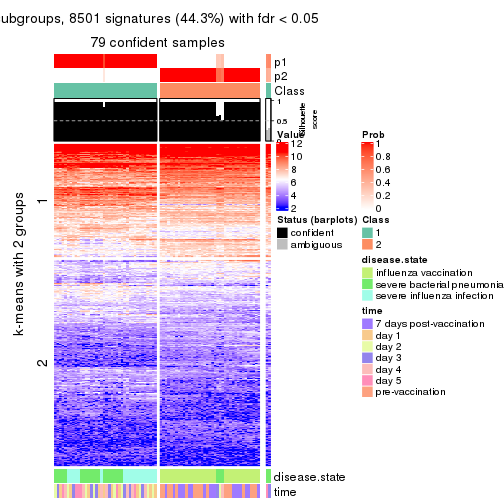 ubgroups, 8501 signatures (44.3%) with fdr < 0.05
79 confident samples
p1
p2
Class
1
0.5
0
Silhouette
score
k-means with 2 groups
1
2
Value
12
10
8
6
4
2
Prob
1
0.8
0.6
0.4
0.2
0
Status (barplots)
confident
ambiguous
Class
1
2
disease.state
influenza vaccination
severe bacterial pneumonia
severe influenza infection
time
7 days post-vaccination
day 1
day 2
day 3
day 4
day 5
pre-vaccination
disease.state
time